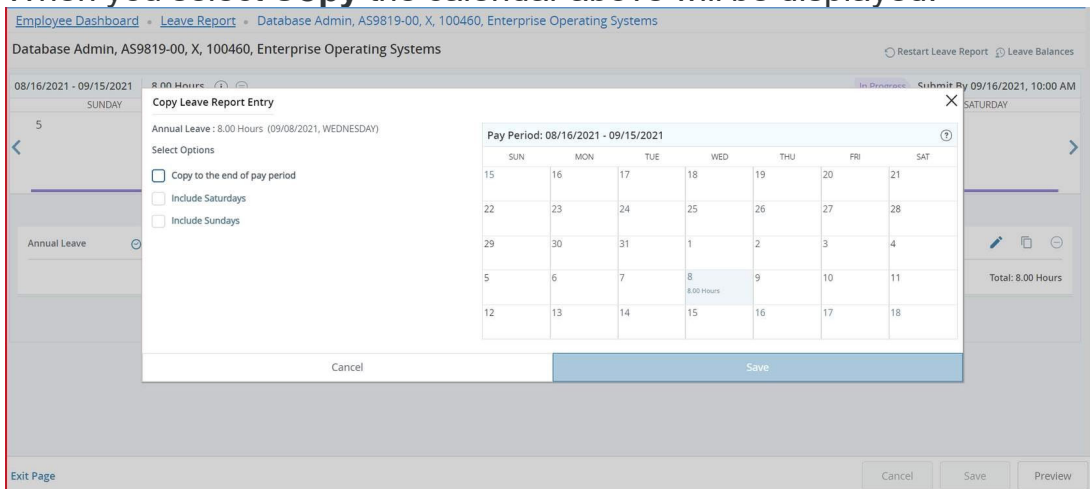 When you select Copy the calendar above will be displayed.
Employee Dashboard • Leave Report • Database Admin, AS9819-00, X, 100460, Enterprise Operating Systems
Database Admin, AS9819-00, X, 100460, Enterprise Operating Systems
Restart Leave Report Leave Balances
08/16/2021 - 09/15/2021 8.00 Hours In Progress Submit By 09/16/2021, 10:00 AM
SUNDAY SATURDAY
5
Copy Leave Report Entry
Annual Leave : 8.00 Hours (09/08/2021, WEDNESDAY)
Select Options
Copy to the end of pay period
Include Saturdays
Include Sundays
Pay Period: 08/16/2021 - 09/15/2021
SUN MON TUE WED THU FRI SAT
15 16 17 18 19 20 21
22 23 24 25 26 27 28
29 30 31 1 2 3 4
5 6 7 8 9 10 11
8.00 Hours
12 13 14 15 16 17 18
Cancel Save
Annual Leave
Total: 8.00 Hours
Exit Page Cancel Save Preview